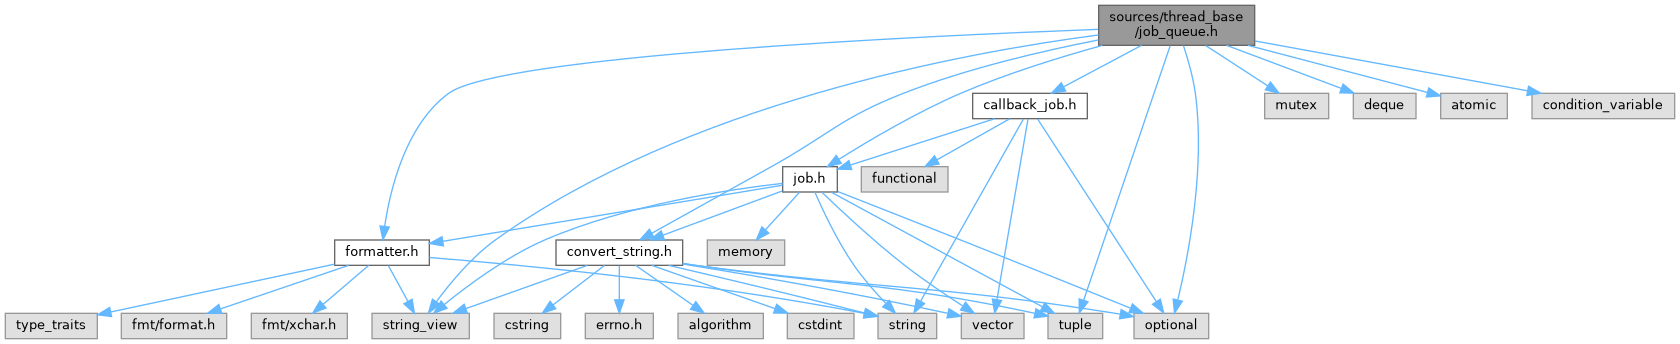 sources/thread_base
/job_queue.h
callback_job.h
mutex
deque
atomic
condition_variable
job.h
functional
formatter.h
convert_string.h
memory
type_traits
fmt/format.h
fmt/xchar.h
string_view
cstring
errno.h
algorithm
cstdint
string
vector
tuple
optional